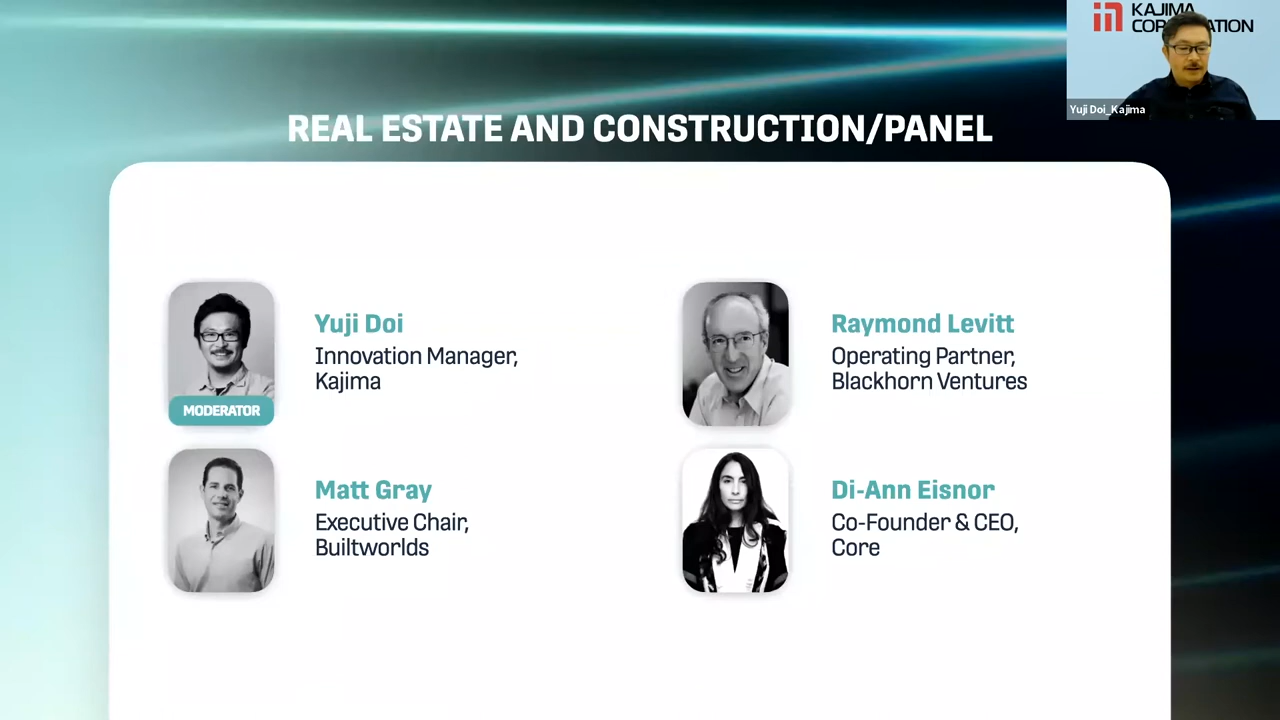 KAJIMA
CORPORATION
Yuji Doi_Kajima
REAL ESTATE AND CONSTRUCTION/PANEL
MODERATOR
Yuji Doi
Innovation Manager,
Kajima
Raymond Levitt
Operating Partner,
Blackhorn Ventures
Matt Gray
Executive Chair,
Builtworlds
Di-Ann Eisnor
Co-Founder & CEO,
Core